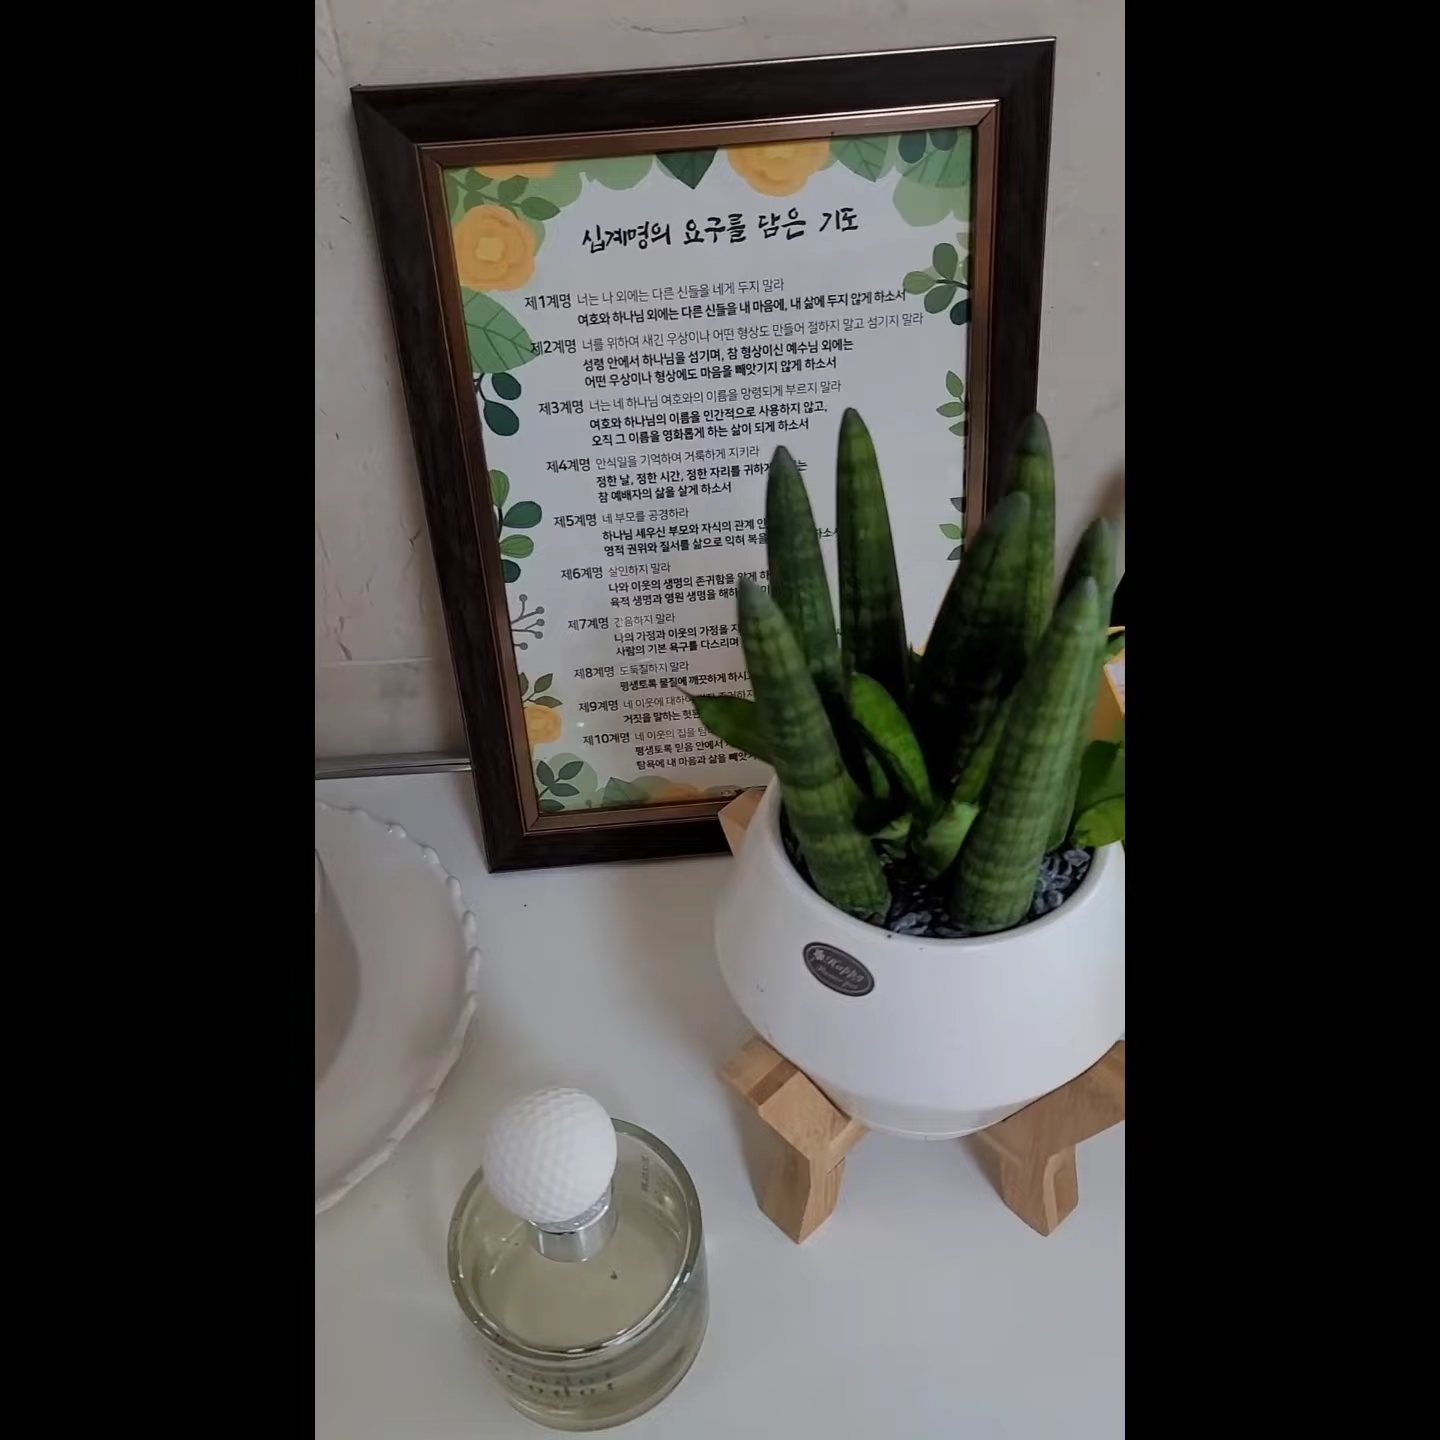 십계명의 요구를 담은 기도
제1계명 너는 나 외에는 다른 신들을 네게 두지 말라
여호와 하나님 외에는 다른 신들을 내 마음에, 내 삶에 두지 않게 하소서
제2계명 너를 위하여 새긴 우상이나 어떤 형상도 만들어 절하지 말고 섬기지 말라
성령 안에서 하나님을 섬기며, 참 형상이신 예수님 외에는
어떤 우상이나 형상에도 마음을 빼앗기지 않게 하소서
제3계명 너는 네 하나님 여호와의 이름을 망령되게 부르지 말라
여호와 하나님의 이름을 인간적으로 사용하지 않고,
오직 그 이름을 영화롭게 하는 삶이 되게 하소서
제4계명 안식일을 기억하여 거룩하게 지키라
정한 날, 정한 시간, 정한 자리를 귀하게
참 예배자의 삶을 살게 하소서
제5계명 네 부모를 공경하라
하나님 세우신 부모와 자식의 관계
영적 권위와 질서를 삶으로 익혀 복을
제6계명 살인하지 말라
나와 이웃의 생명의 존귀함을 알게
육적 생명과 영원 생명을
제7계명 간음하지 말라
나의 가정과 이웃의 가정을
사람의 기본 욕구를 다스리며
제8계명 도둑질하지 말라
평생토록 물질에 깨끗하게
제9계명 네 이웃에
거짓을 말하는
제10계명 네 이웃의 집을
평생토록 믿음 안에서
탐욕에 내 마음과 삶을
cocodor